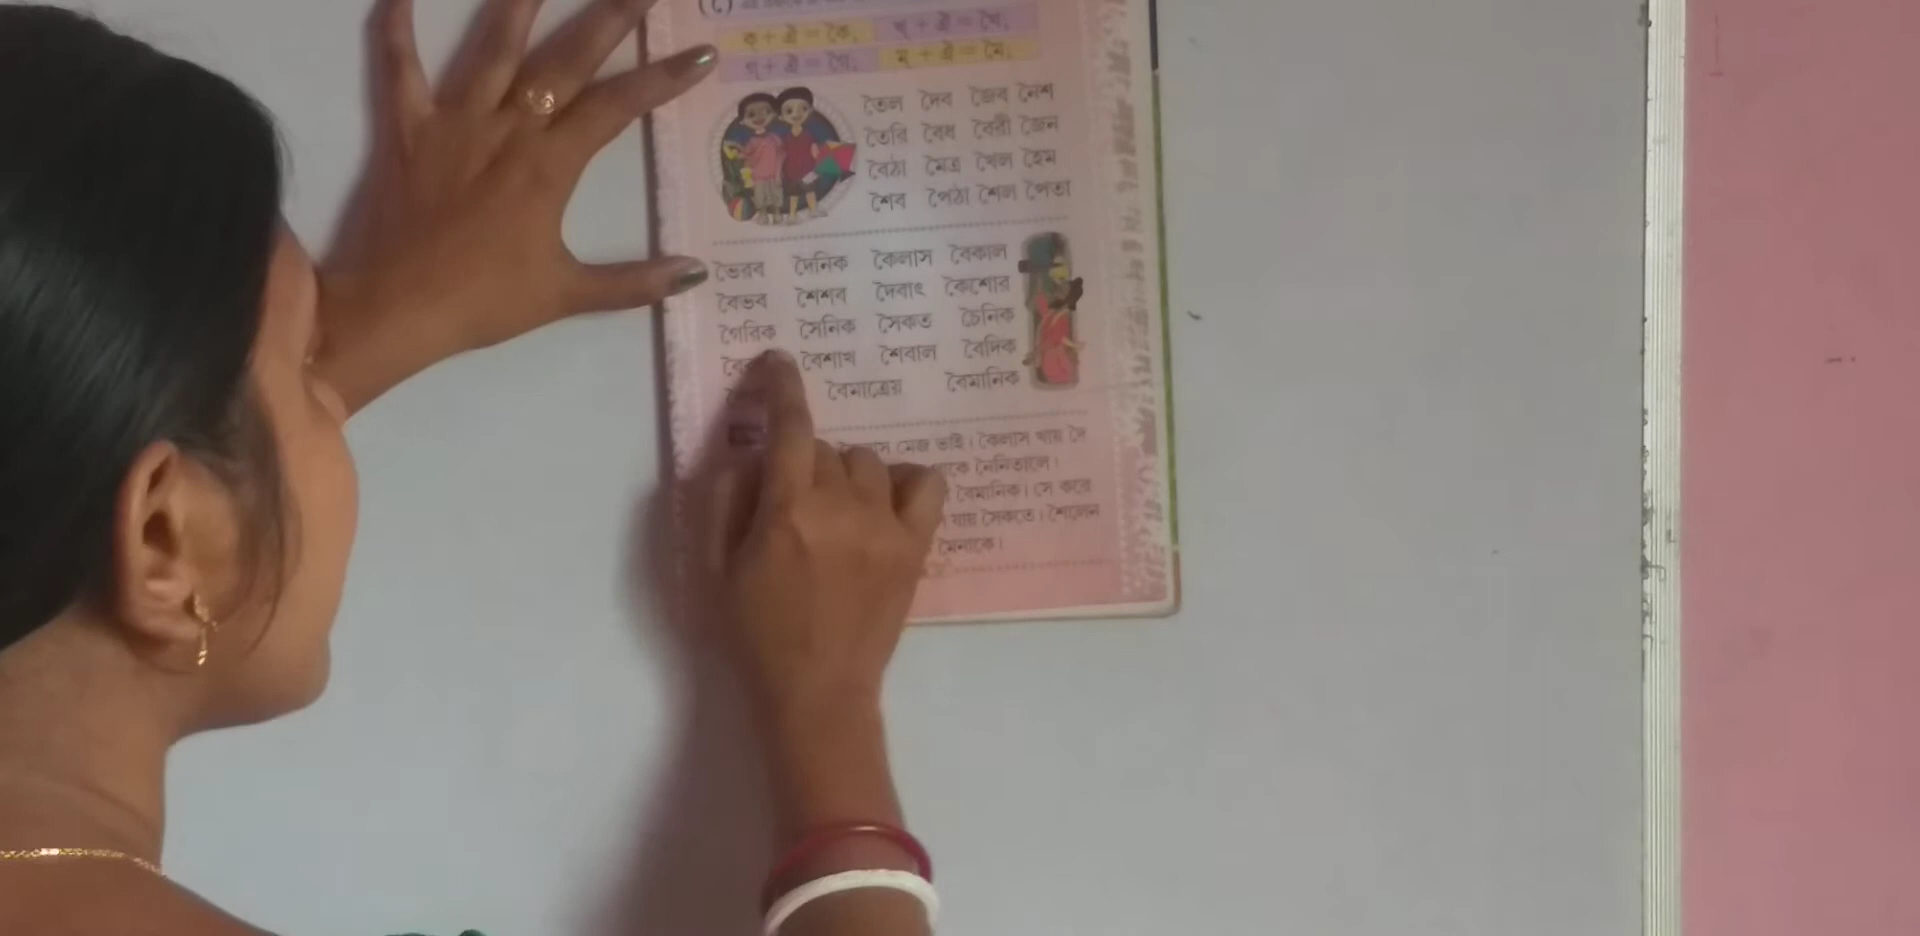 ক + ঐ = কৈ,
তৈল দৈব জৈব নৈশ
তৈরি বৈধ বৈরী জৈন
বৈঠা মৈত্র খৈল হৈম
শৈব পৈঠা শৈল পৈতা
ভৈরব দৈনিক কৈলাস বৈকাল
বৈভব শৈশব দৈবাৎ কৈশোর
গৈরিক সৈনিক সৈকত চৈনিক
বৈশাখ শৈবাল বৈদিক
বৈমাত্রেয় বৈমানিক
মেজ ভাই। কৈলাস খায় দৈ
নৈনিতালে।
বৈমানিক। সে করে
যায় সৈকতে। শৈলেন
মৈনাকে।